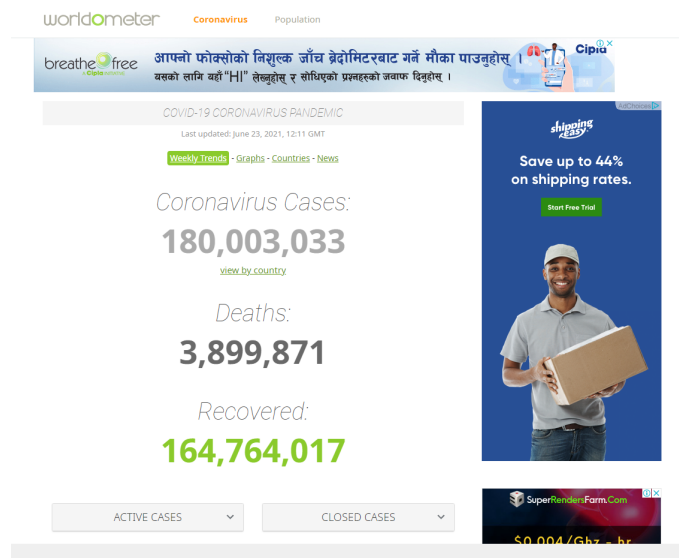 worldometer
Coronavirus
Population
breathe free
A Cipla initiative
आफ्नो फोक्सोको निशुल्क जाँच ब्रेदोमिटरबाट गर्ने मौका पाउनुहोस् ।
यसको लागि यहाँ "HI" लेख्नुहोस् र सोधिएको प्रश्नहरुको जवाफ दिनुहोस् ।
Cipla
COVID-19 CORONAVIRUS PANDEMIC
Last updated: June 23, 2021, 12:11 GMT
Weekly Trends - Graphs - Countries - News
Coronavirus Cases:
180,003,033
view by country
Deaths:
3,899,871
Recovered:
164,764,017
ACTIVE CASES
CLOSED CASES
AdChoices
shipping easy
Save up to 44%
on shipping rates.
Start Free Trial
SuperRendersFarm.Com
$0.004/Ghz - hr